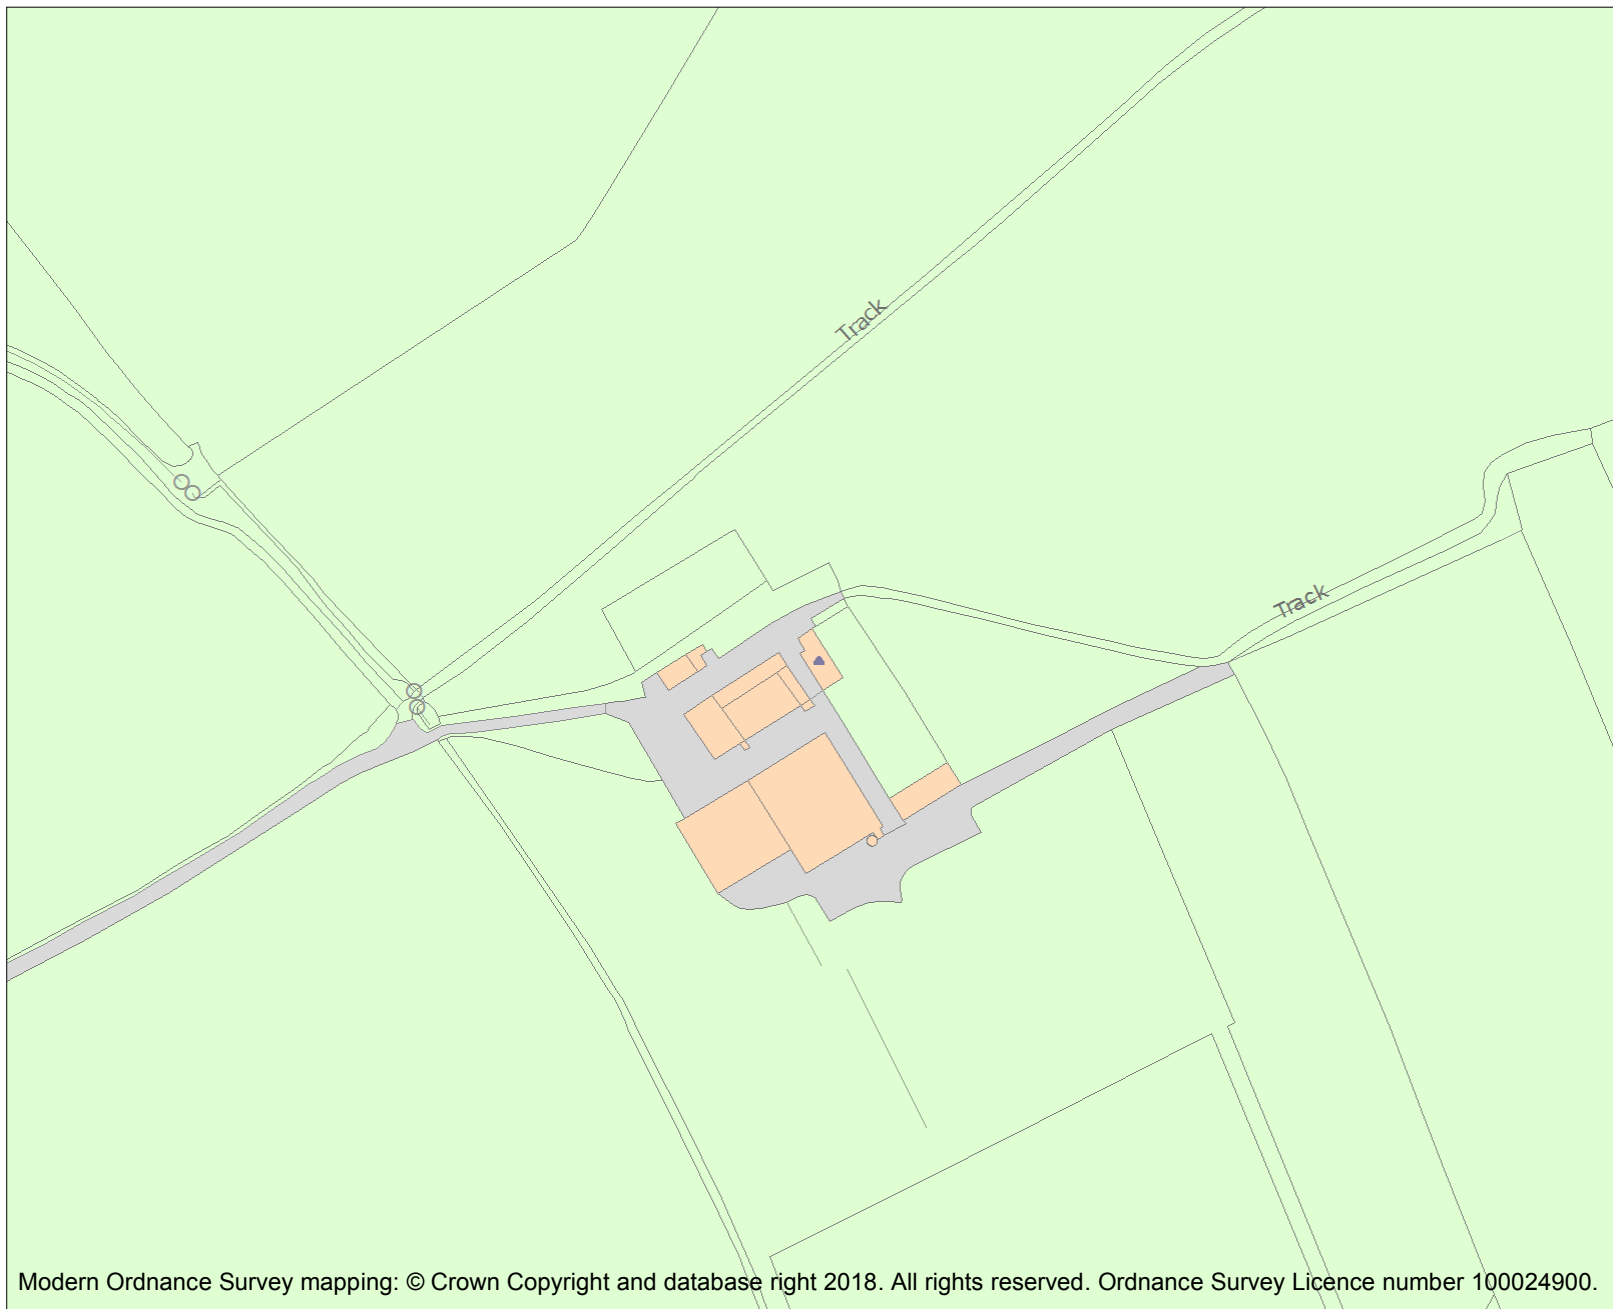 Track
Track
Modern Ordnance Survey mapping: © Crown Copyright and database right 2018. All rights reserved. Ordnance Survey Licence number 100024900.